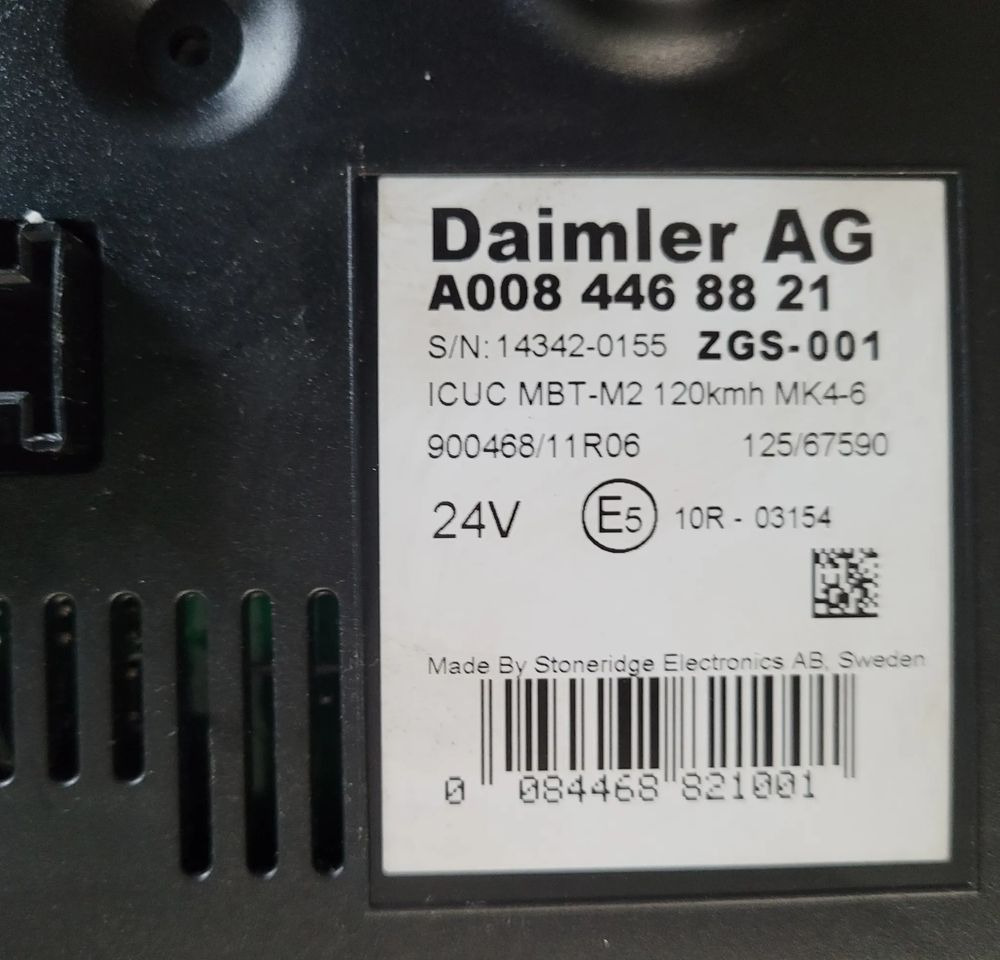 Daimler AG
A008 446 88 21
S/N: 14342-0155 ZGS-001
ICUC MBT-M2 120kmh MK4-6
900468/11R06 125/67590
24V E5 10R - 03154
Made By Stoneridge Electronics AB, Sweden
0 084468 821001